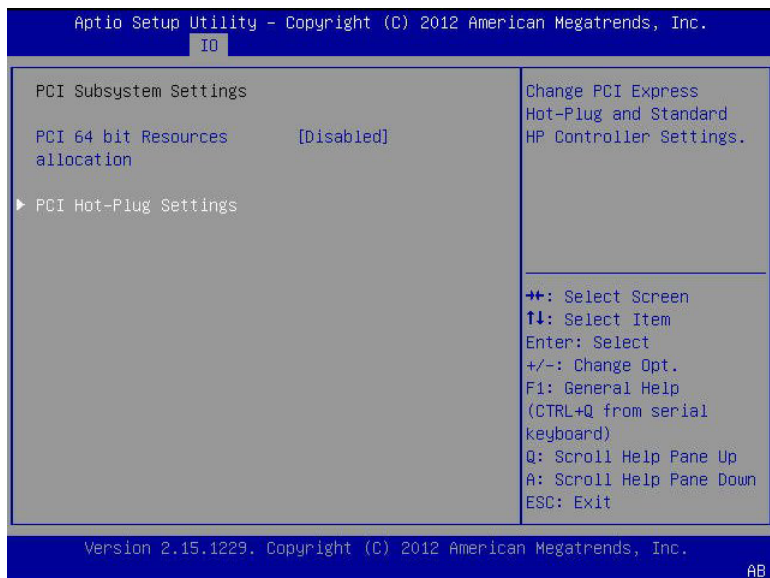 Aptio Setup Utility – Copyright (C) 2012 American Megatrends, Inc.
IO
PCI Subsystem Settings
PCI 64 bit Resources allocation [Disabled]
PCI Hot-Plug Settings
Change PCI Express
Hot-Plug and Standard
HP Controller Settings.
→←: Select Screen
↑↓: Select Item
Enter: Select
+/-: Change Opt.
F1: General Help
(CTRL+Q from serial
keyboard)
Q: Scroll Help Pane Up
A: Scroll Help Pane Down
ESC: Exit
Version 2.15.1229. Copyright (C) 2012 American Megatrends, Inc.
AB